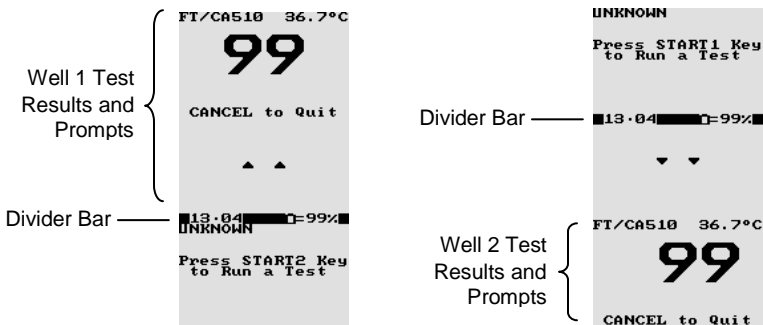 FT/CA510 36.7°C
99
Well 1 Test
Results and
Prompts
CANCEL to Quit
Divider Bar
13:04 =99%
UNKNOWN
Press START2 Key
to Run a Test
UNKNOWN
Press START1 Key
to Run a Test
Divider Bar
13:04 =99%
FT/CA510 36.7°C
Well 2 Test
Results and
Prompts
99
CANCEL to Quit